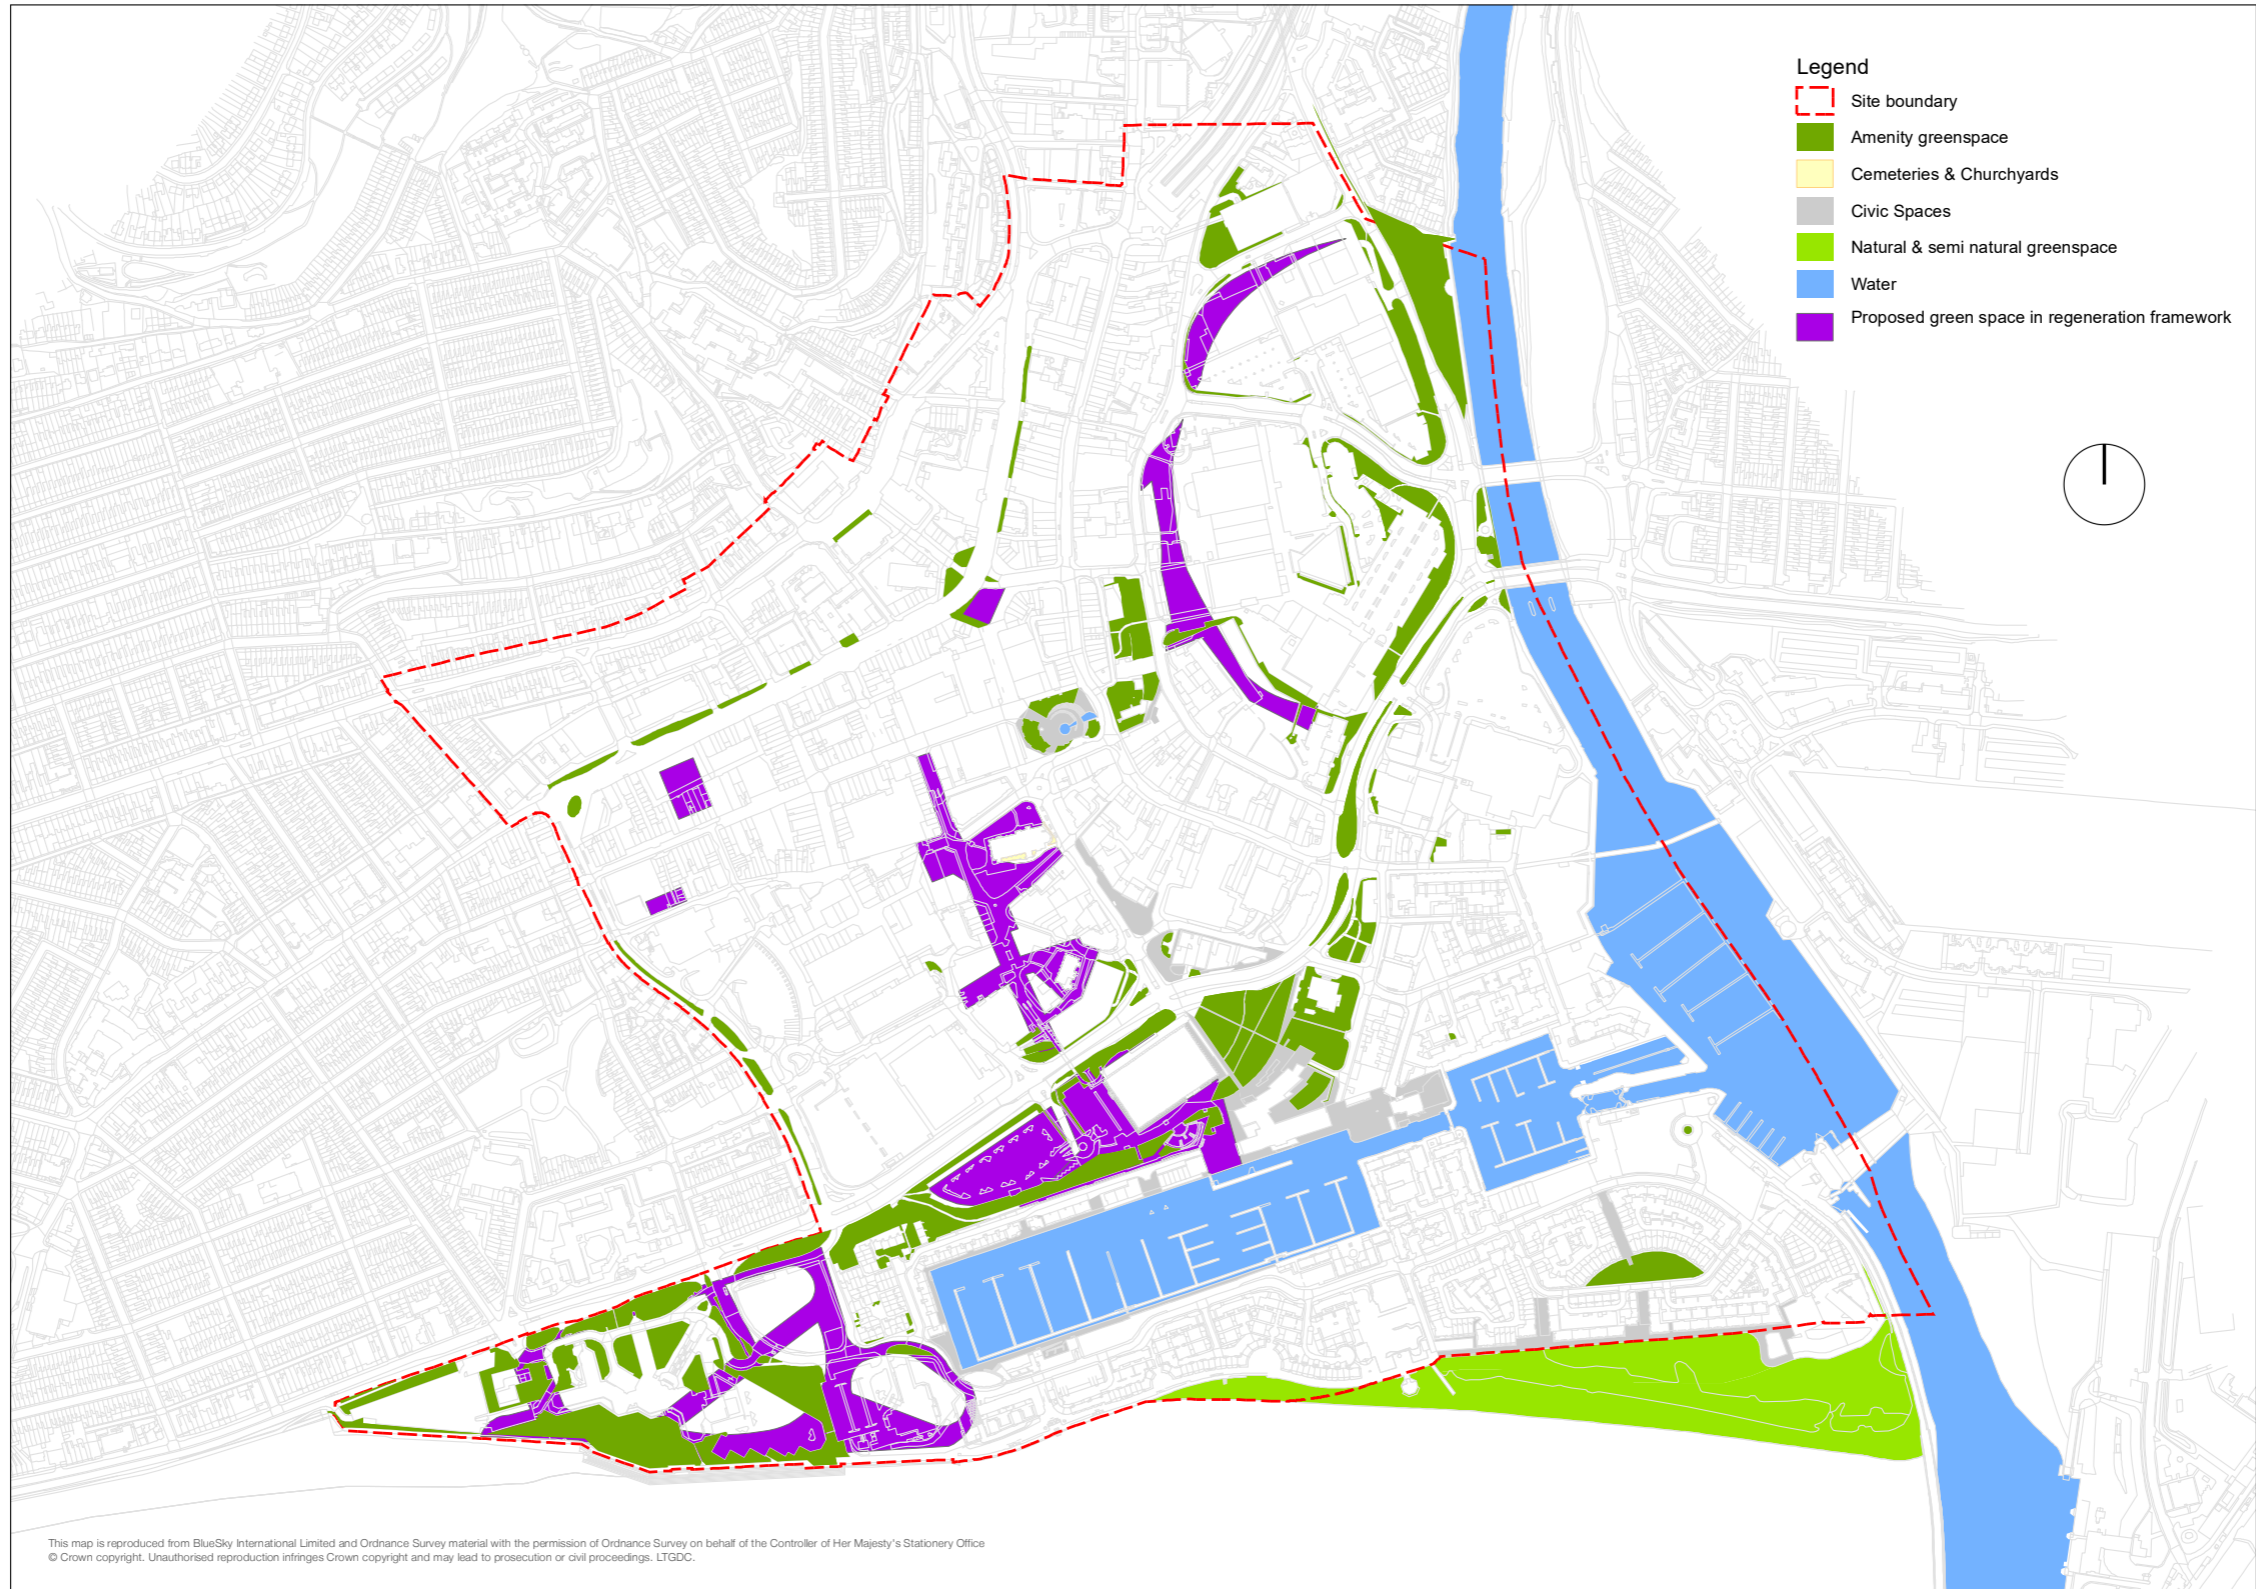 Legend
Site boundary
Amenity greenspace
Cemeteries & Churchyards
Civic Spaces
Natural & semi natural greenspace
Water
Proposed green space in regeneration framework
This map is reproduced from BlueSky International Limited and Ordnance Survey material with the permission of Ordnance Survey on behalf of the Controller of Her Majesty's Stationery Office
© Crown copyright. Unauthorised reproduction infringes Crown copyright and may lead to prosecution or civil proceedings. LTGDC.